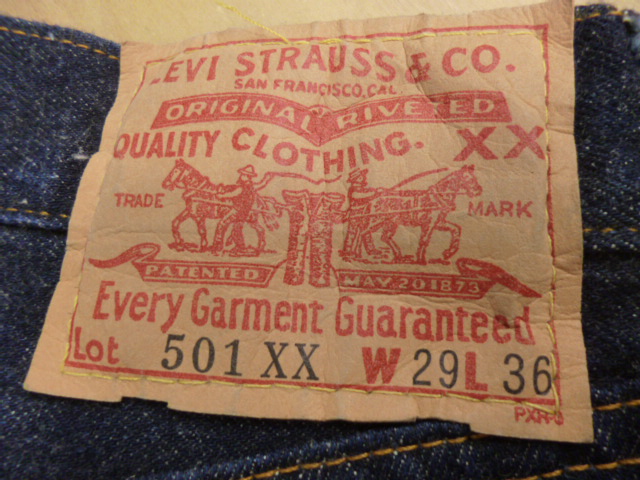 LEVI STRAUSS & CO.
SAN FRANCISCO, CAL
ORIGINAL RIVETED
QUALITY CLOTHING. XX
TRADE MARK
PATENTED MAY 20 1873
Every Garment Guaranteed
Lot 501 XX W 29 L 36